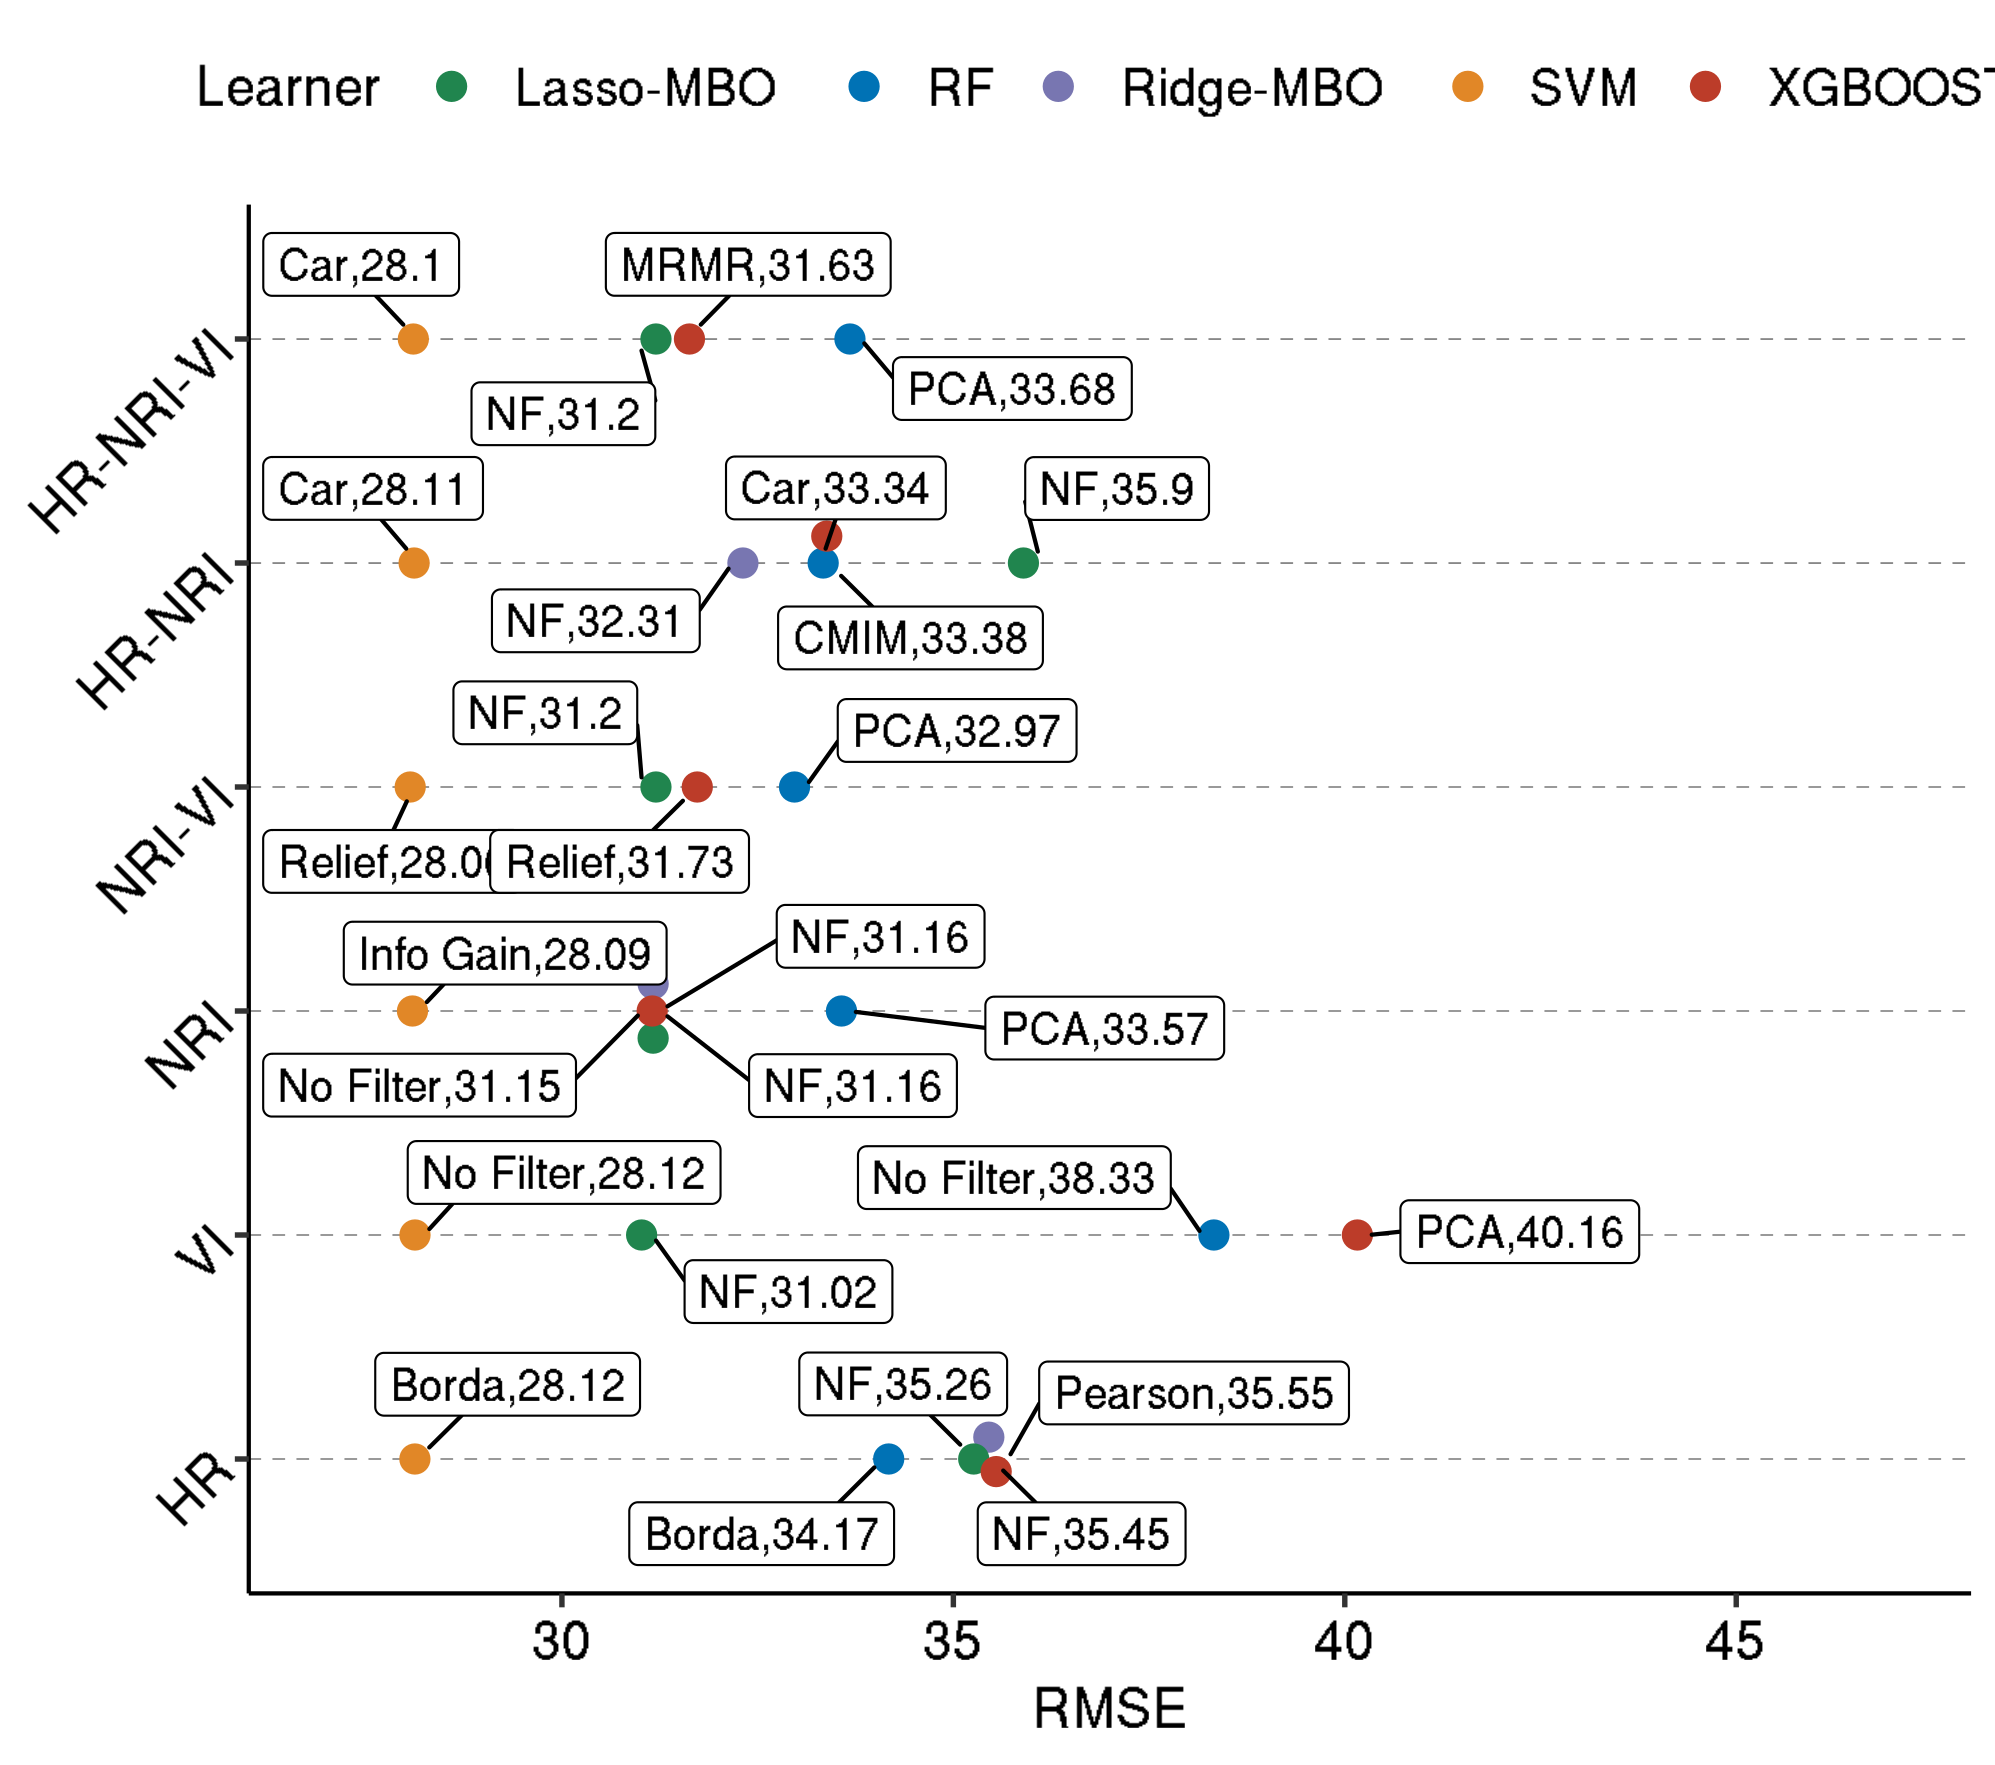 Learner Lasso-MBO RF Ridge-MBO SVM XGBOOST
Car,28.1
MRMR,31.63
HR-NRI-VI
PCA,33.68
NF,31.2
Car,28.11
Car,33.34
NF,35.9
HR-NRI
NF,32.31
CMIM,33.38
NF,31.2
PCA,32.97
NRI-VI
Relief,28.0
Relief,31.73
NF,31.16
Info Gain,28.09
NRI
PCA,33.57
No Filter,31.15
NF,31.16
No Filter,28.12
No Filter,38.33
VI
PCA,40.16
NF,31.02
Borda,28.12
NF,35.26
Pearson,35.55
HR
Borda,34.17
NF,35.45
30 35 40 45
RMSE